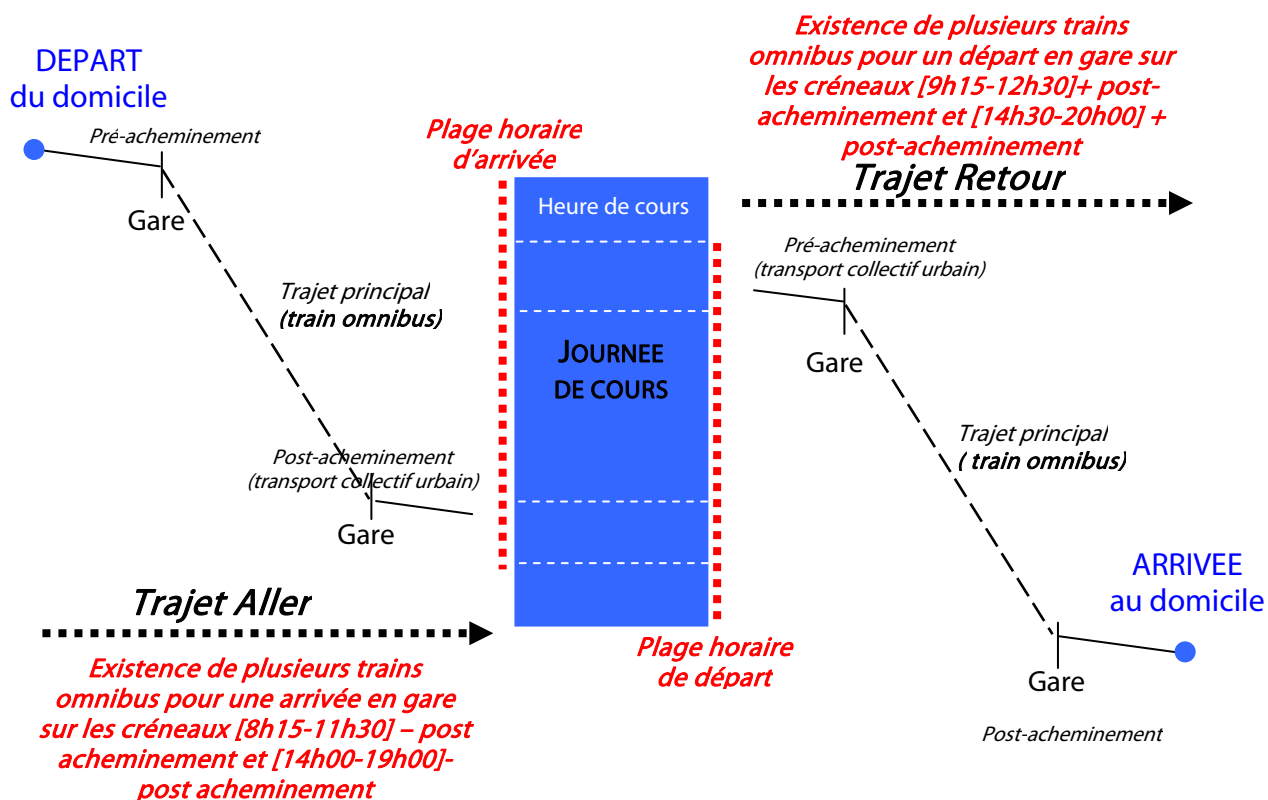 DEPART
du domicile
Pré-acheminement
Gare
Trajet principal
(train omnibus)
Post-acheminement
(transport collectif urbain)
Gare
Trajet Aller
Existence de plusieurs trains
omnibus pour une arrivée en gare
sur les créneaux [8h15-11h30] – post
acheminement et [14h00-19h00]-
post acheminement
Plage horaire
d’arrivée
Heure de cours
JOURNEE
DE COURS
Plage horaire
de départ
Existence de plusieurs trains
omnibus pour un départ en gare sur
les créneaux [9h15-12h30]+ post-
acheminement et [14h30-20h00] +
post-acheminement
Trajet Retour
Pré-acheminement
(transport collectif urbain)
Gare
Trajet principal
( train omnibus)
ARRIVEE
au domicile
Gare
Post-acheminement